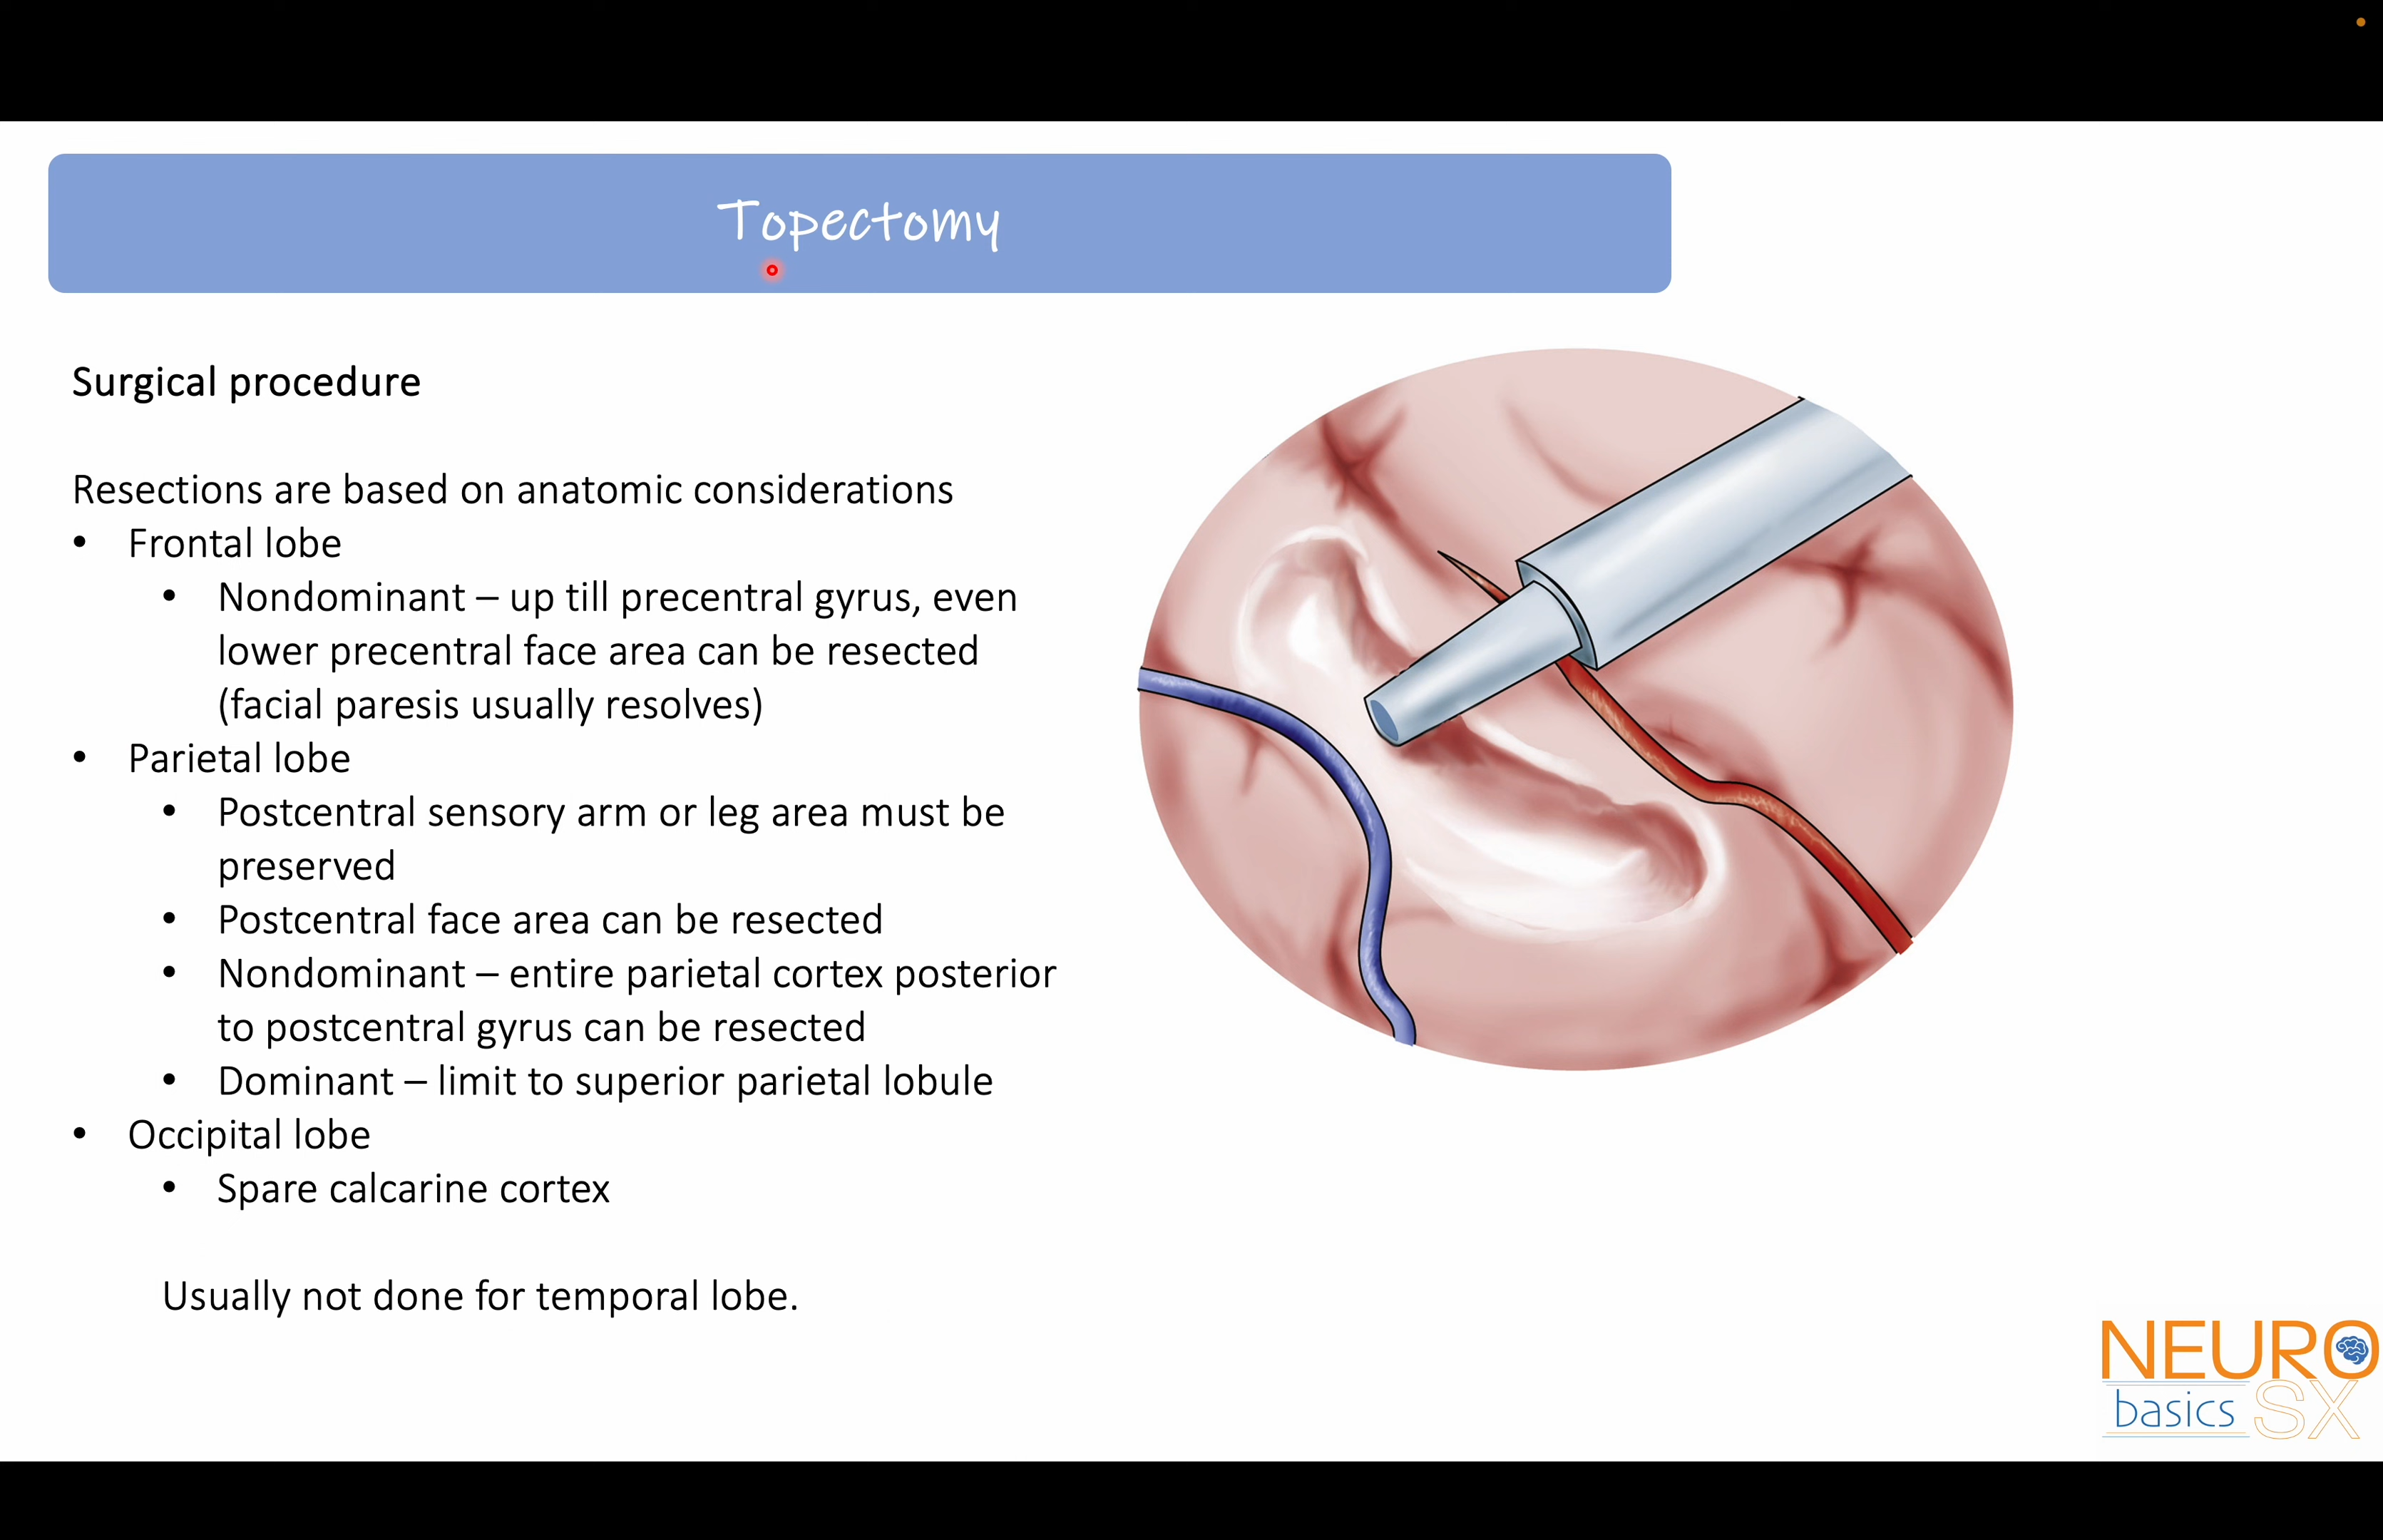 Topectomy
Surgical procedure
Resections are based on anatomic considerations
• Frontal lobe
• Nondominant – up till precentral gyrus, even
lower precentral face area can be resected
(facial paresis usually resolves)
• Parietal lobe
• Postcentral sensory arm or leg area must be
preserved
• Postcentral face area can be resected
• Nondominant – entire parietal cortex posterior
to postcentral gyrus can be resected
• Dominant – limit to superior parietal lobule
• Occipital lobe
• Spare calcarine cortex
Usually not done for temporal lobe.
NEURO
basics SX